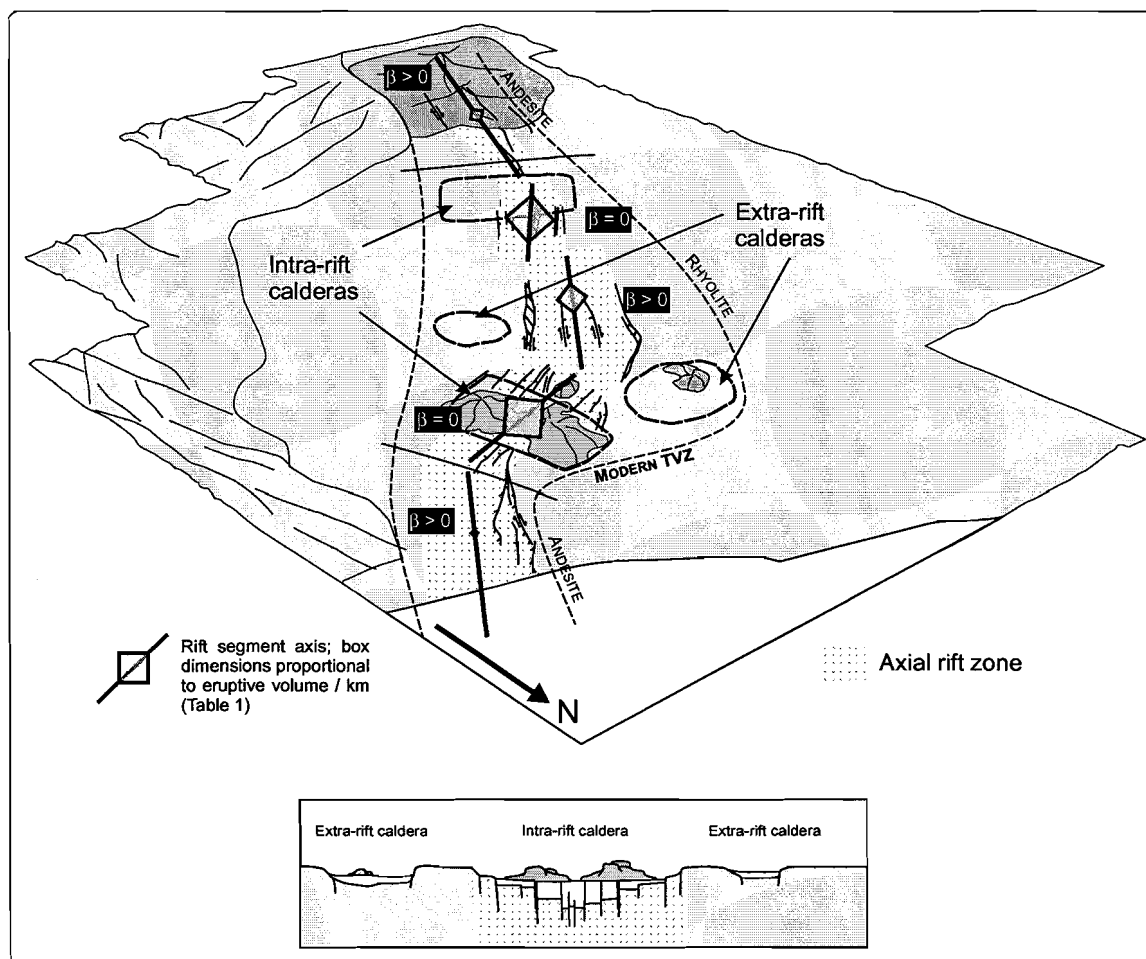 β > 0
ANDESITE
β = 0
Extra-rift
calderas
Intra-rift
calderas
RHYOLITE
β > 0
β = 0
MODERN TVZ
β > 0
ANDESITE
Rift segment axis; box
dimensions proportional
to eruptive volume / km
(Table 1)
N
Axial rift zone
Extra-rift caldera
Intra-rift caldera
Extra-rift caldera